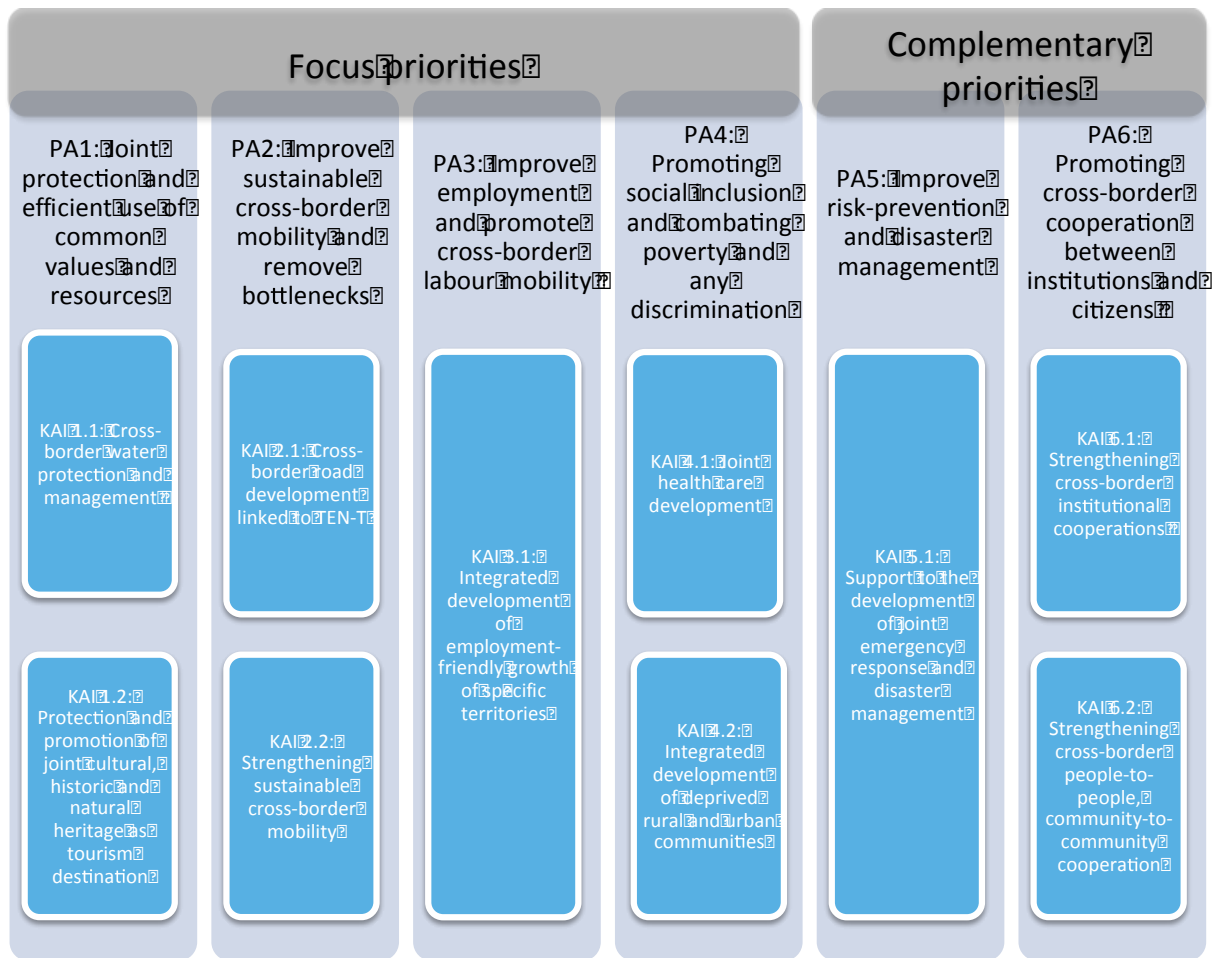 Focus priorities
Complementary
priorities
PA1: Joint
protection and
efficient use of
common
values and
resources
PA2: Improve
sustainable
cross-border
mobility and
remove
bottlenecks
PA3: Improve
employment
and promote
cross-border
labour mobility
PA4:
Promoting
social inclusion
and combating
poverty and
any
discrimination
PA5: Improve
risk-prevention
and disaster
management
PA6:
Promoting
cross-border
cooperation
between
institutions and
citizens
KAI 1.1: Cross-
border water
protection and
management
KAI 1.2:
Protection and
promotion of
joint cultural,
historic and
natural
heritage as
tourism
destination
KAI 2.1: Cross-
border road
development
linked to TEN-T
KAI 2.2:
Strengthening
sustainable
cross-border
mobility
KAI 3.1:
Integrated
development
of
employment-
friendly growth
of specific
territories
KAI 4.1: Joint
health care
development
KAI 4.2:
Integrated
development
of deprived
rural and urban
communities
KAI 5.1:
Support to the
development
of joint
emergency
response and
disaster
management
KAI 6.1:
Strengthening
cross-border
institutional
cooperations
KAI 6.2:
Strengthening
cross-border
people-to-
people,
community-to-
community
cooperation